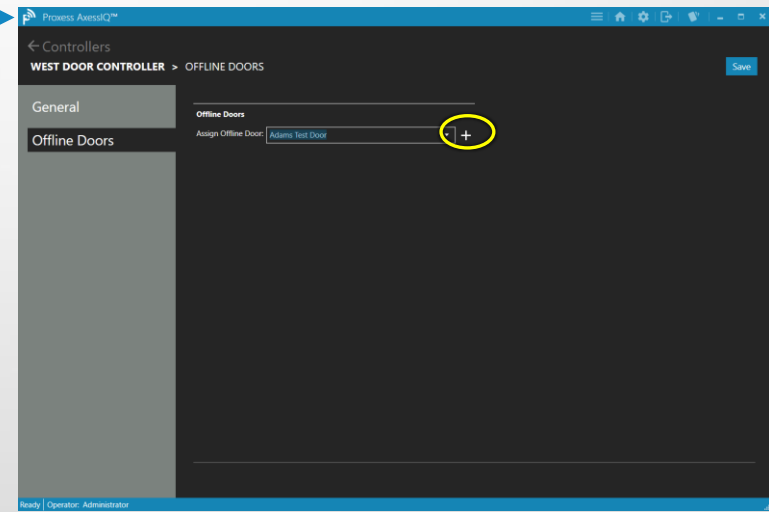 Proxess AxessIQ™
Controllers
WEST DOOR CONTROLLER > OFFLINE DOORS
Save
General
Offline Doors
Offline Doors
Assign Offline Door: Adams Test Door
Ready Operator: Administrator